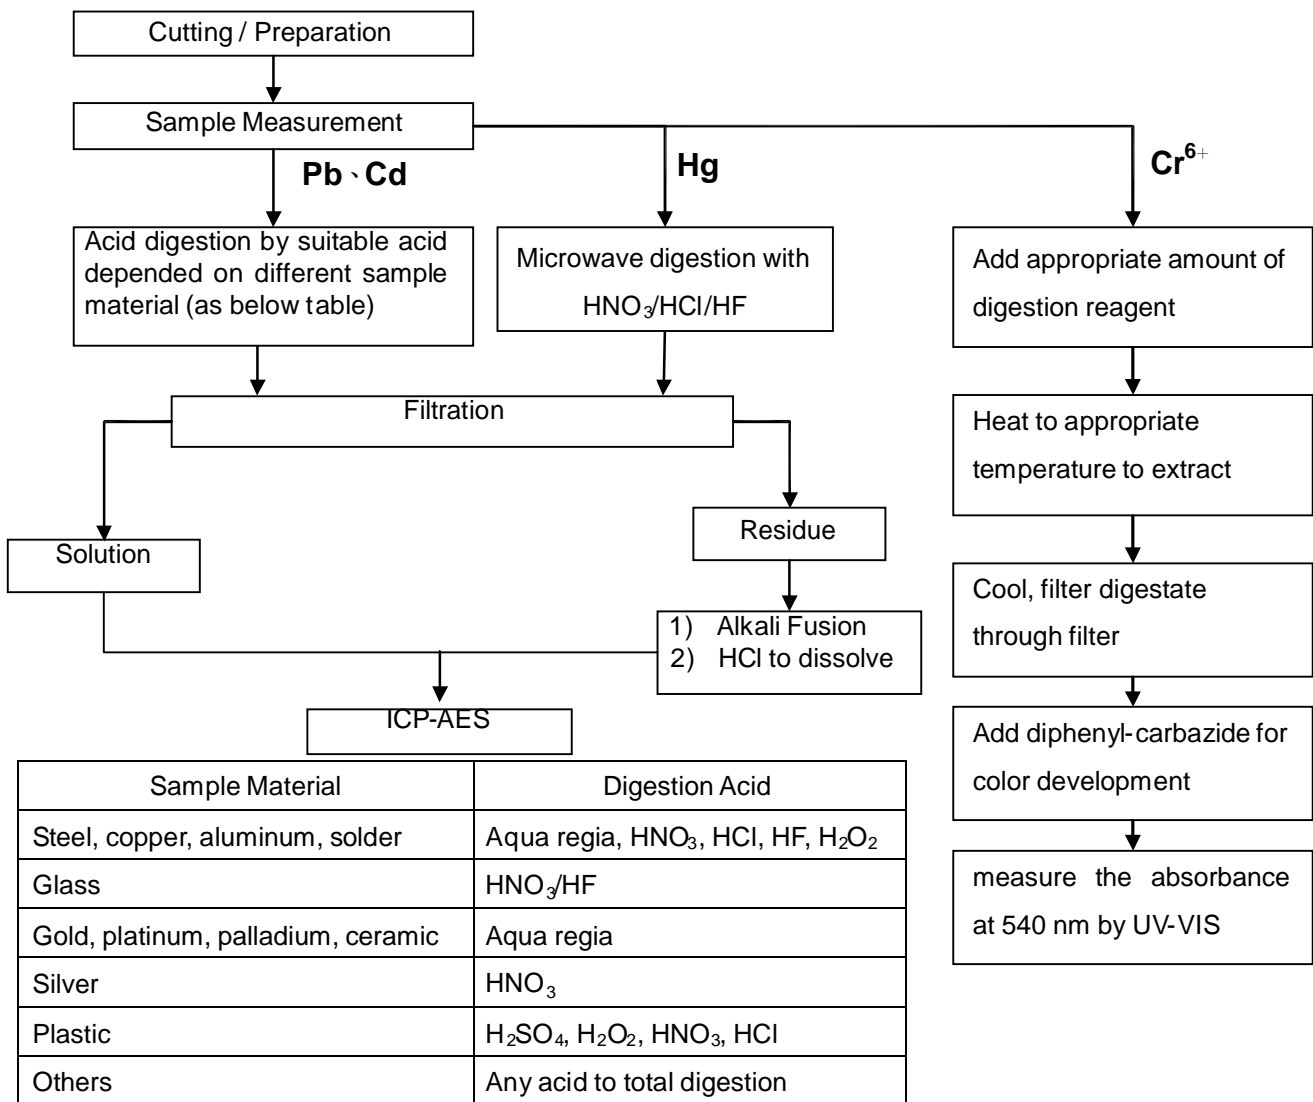 Cutting / Preparation
Sample Measurement
Pb、Cd
Hg
Cr⁶⁺
Acid digestion by suitable acid
depended on different sample
material (as below table)
Microwave digestion with
HNO₃/HCl/HF
Add appropriate amount of
digestion reagent
Filtration
Heat to appropriate
temperature to extract
Solution
Residue
1) Alkali Fusion
2) HCl to dissolve
Cool, filter digestate
through filter
ICP-AES
Add diphenyl-carbazide for
color development
measure the absorbance
at 540 nm by UV-VIS
Sample Material Digestion Acid
Steel, copper, aluminum, solder Aqua regia, HNO₃, HCl, HF, H₂O₂
Glass HNO₃/HF
Gold, platinum, palladium, ceramic Aqua regia
Silver HNO₃
Plastic H₂SO₄, H₂O₂, HNO₃, HCl
Others Any acid to total digestion